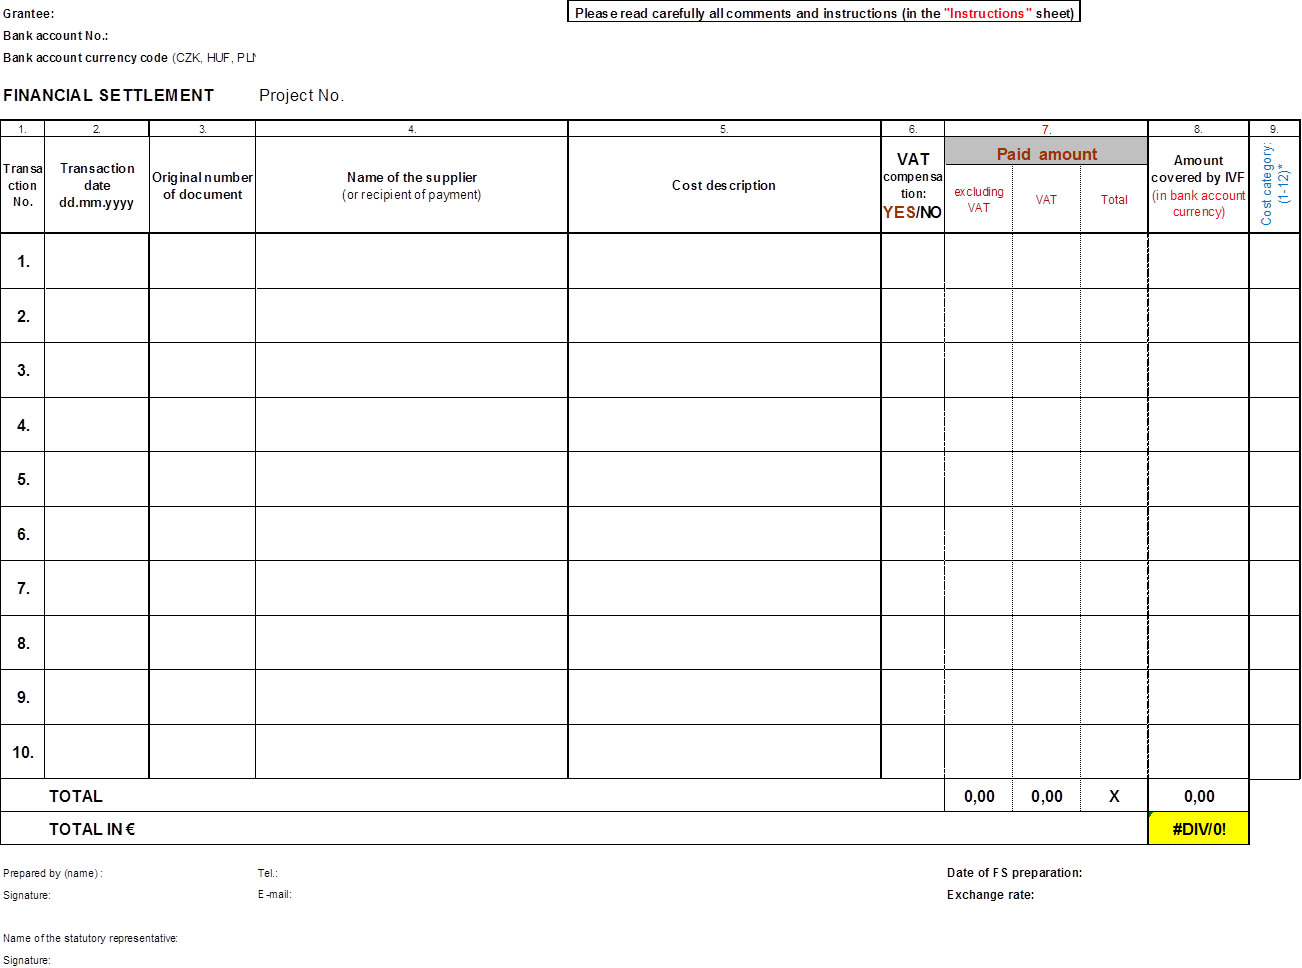 Grantee:
Please read carefully all comments and instructions (in the "Instructions" sheet)
Bank account No.:
Bank account currency code (CZK, HUF, PLN
FINANCIAL SETTLEMENT Project No.
1. 2. 3. 4. 5. 6. 7. 8. 9.
Transa
ction
No.
Transaction
date
dd.mm.yyyy
Original number
of document
Name of the supplier
(or recipient of payment)
Cost description
VAT
compensa
tion:
YES/NO
Paid amount
excluding
VAT
VAT
Total
Amount
covered by IVF
(in bank account
currency)
Cost category:
(1-12)*
1.
2.
3.
4.
5.
6.
7.
8.
9.
10.
TOTAL 0,00 0,00 X 0,00
TOTAL IN € #DIV/0!
Prepared by (name) : Tel.: Date of FS preparation:
Signature: E-mail: Exchange rate:
Name of the statutory representative:
Signature: